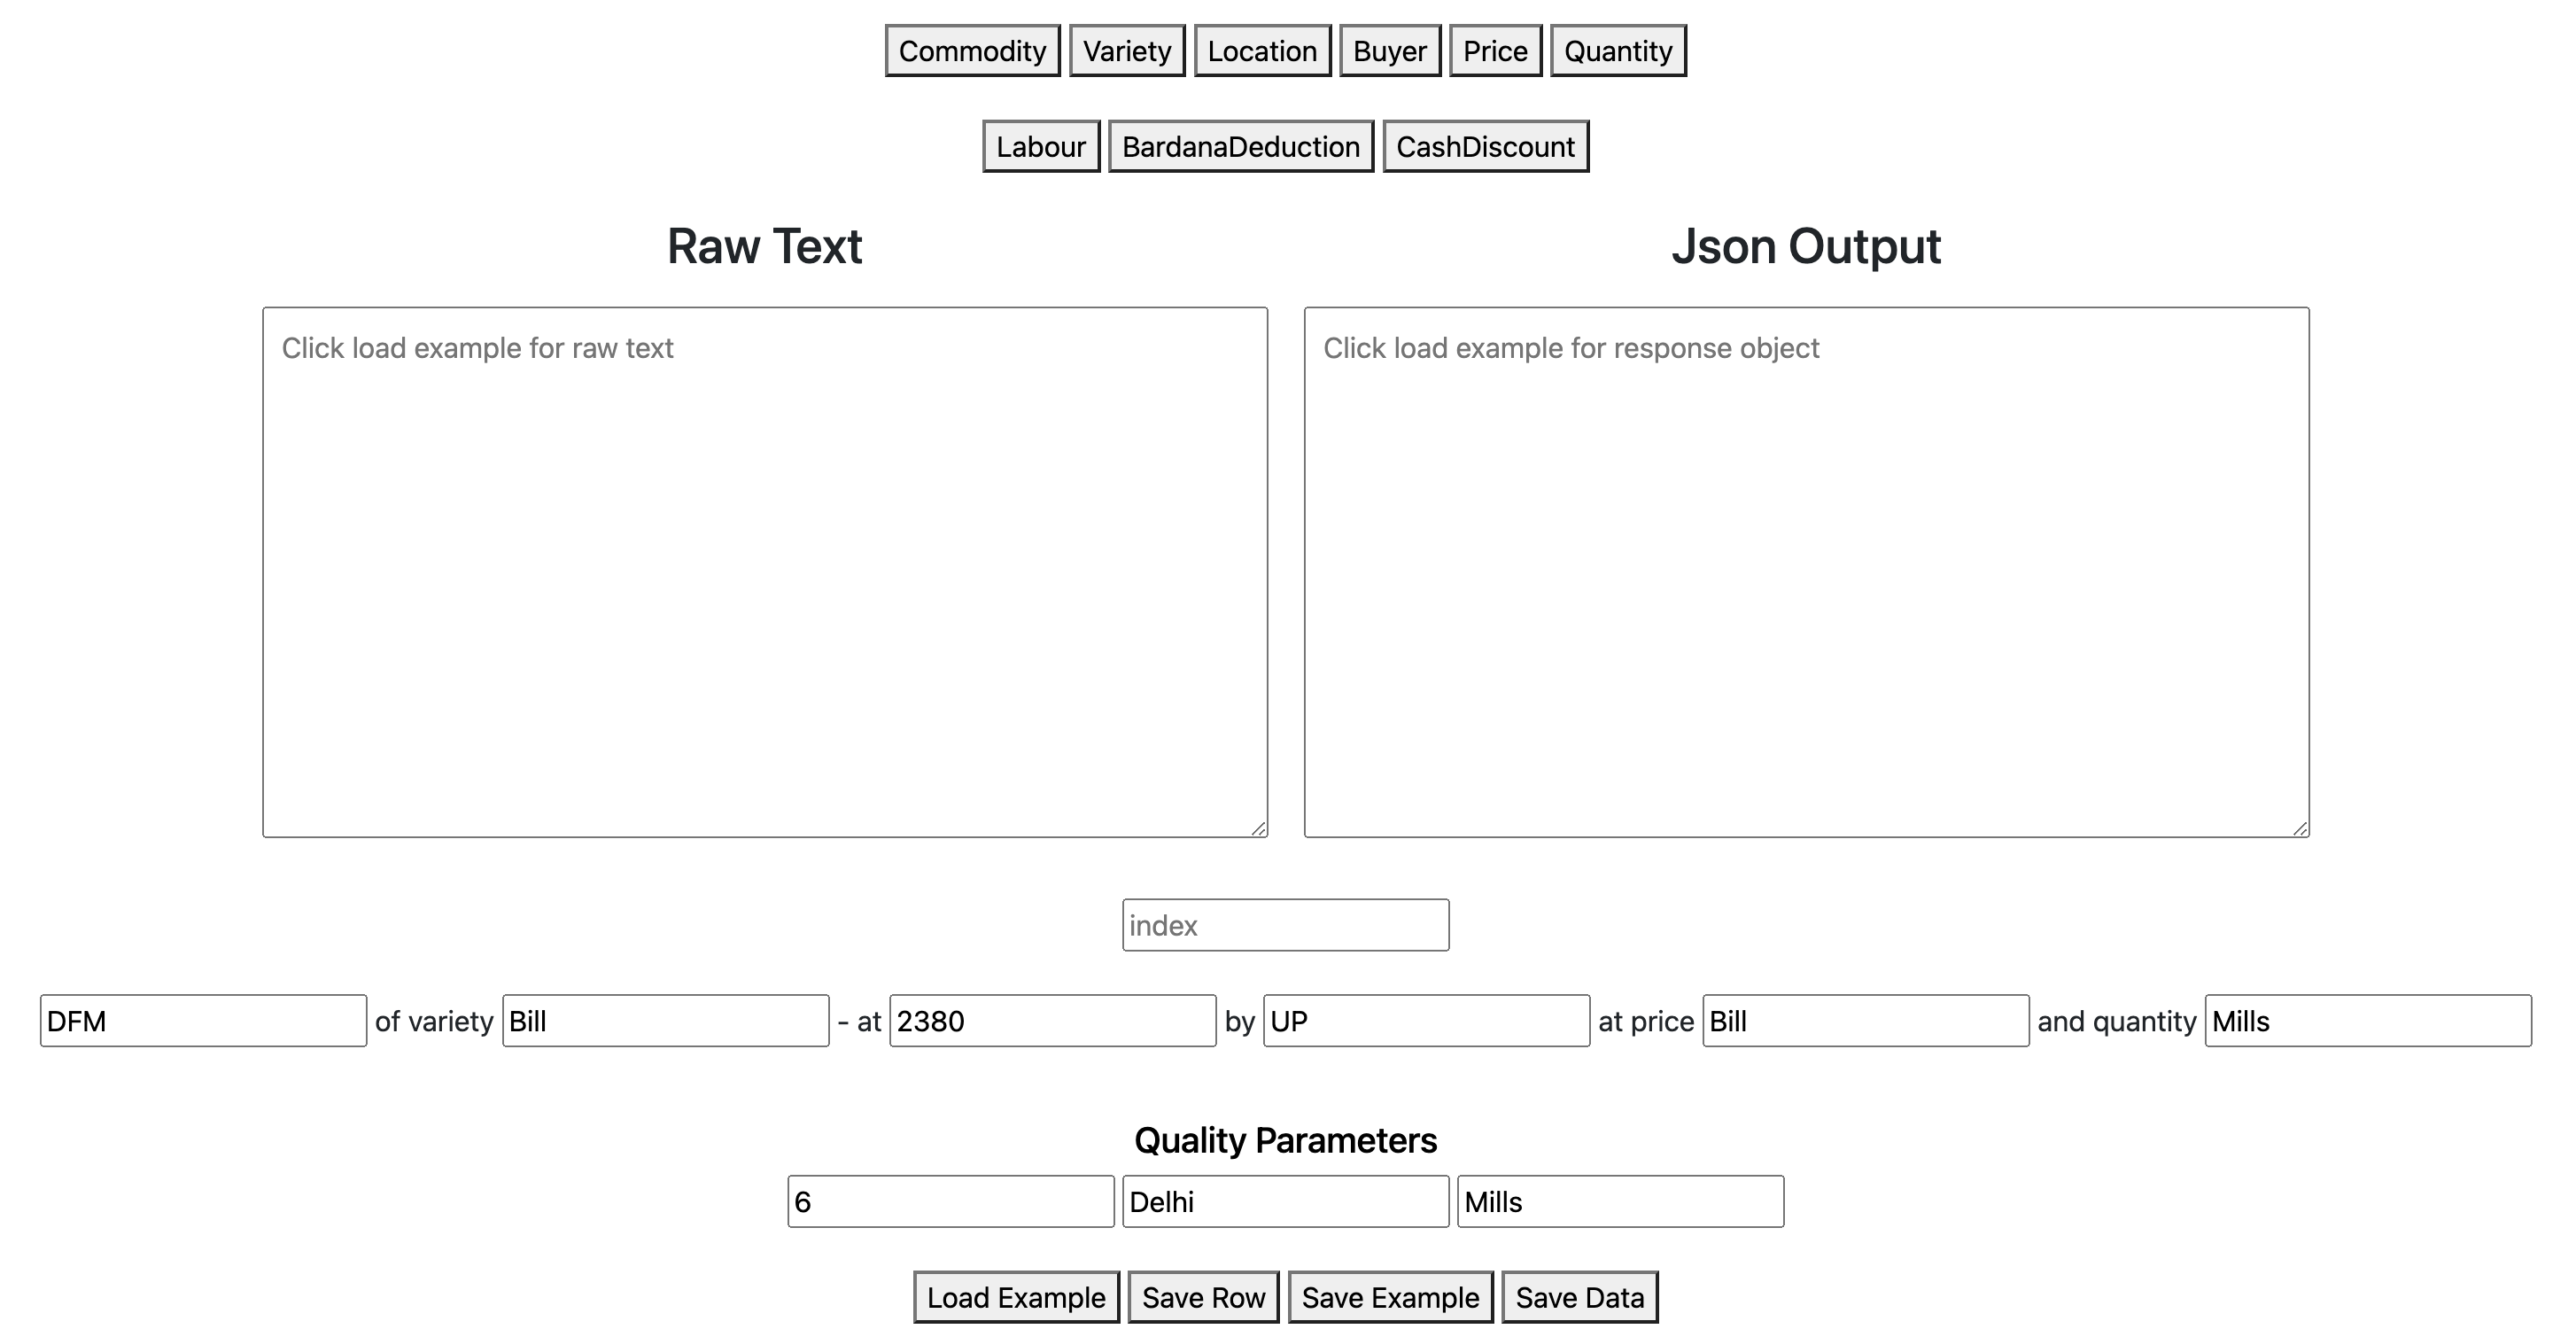 Commodity Variety Location Buyer Price Quantity
Labour BardanaDeduction CashDiscount
Raw Text
Json Output
Click load example for raw text
Click load example for response object
index
DFM of variety Bill - at 2380 by UP at price Bill and quantity Mills
Quality Parameters
6 Delhi Mills
Load Example Save Row Save Example Save Data